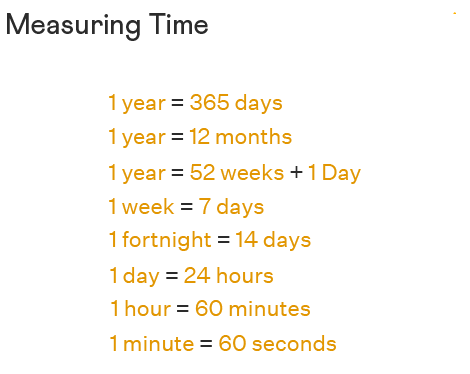 Measuring Time
1 year = 365 days
1 year = 12 months
1 year = 52 weeks + 1 Day
1 week = 7 days
1 fortnight = 14 days
1 day = 24 hours
1 hour = 60 minutes
1 minute = 60 seconds